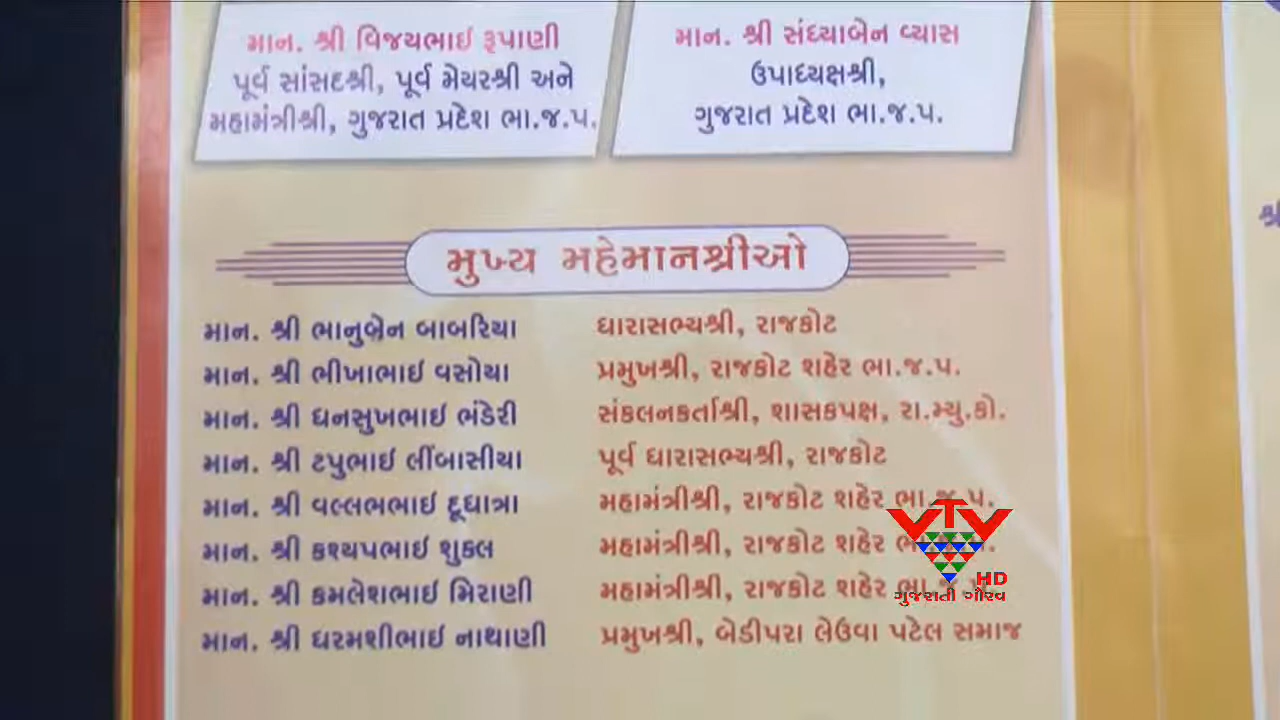 માન. શ્રી વિજયભાઈ રૂપાણી
પૂર્વ સાંસદશ્રી, પૂર્વ મેયરશ્રી અને
મહામંત્રીશ્રી, ગુજરાત પ્રદેશ ભા.જ.પ.
માન. શ્રી સંધ્યાબેન વ્યાસ
ઉપાધ્યક્ષશ્રી,
ગુજરાત પ્રદેશ ભા.જ.પ.
મુખ્ય મહેમાનશ્રીઓ
માન. શ્રી ભાનુબેન બાબરિયા ધારાસભ્યશ્રી, રાજકોટ
માન. શ્રી ભીખાભાઈ વસોયા પ્રમુખશ્રી, રાજકોટ શહેર ભા.જ.પ.
માન. શ્રી ધનસુખભાઈ ભંડેરી સંકલનકર્તાશ્રી, શાસકપક્ષ, રા.મ્યુ.કો.
માન. શ્રી ટપુભાઈ લીંબાસીયા પૂર્વ ધારાસભ્યશ્રી, રાજકોટ
માન. શ્રી વલ્લભભાઈ દૂધાત્રા મહામંત્રીશ્રી, રાજકોટ શહેર ભા.જ.પ.
માન. શ્રી કશ્યપભાઈ શુકલ મહામંત્રીશ્રી, રાજકોટ શહેર ભા.જ.પ.
માન. શ્રી કમલેશભાઈ મિરાણી મહામંત્રીશ્રી, રાજકોટ શહેર ભા.જ.પ.
માન. શ્રી ધરમશીભાઈ નાથાણી પ્રમુખશ્રી, બેડીપરા લેઉવા પટેલ સમાજ
શ્રી
VTV
HD
ગુજરાતી ગૌરવ